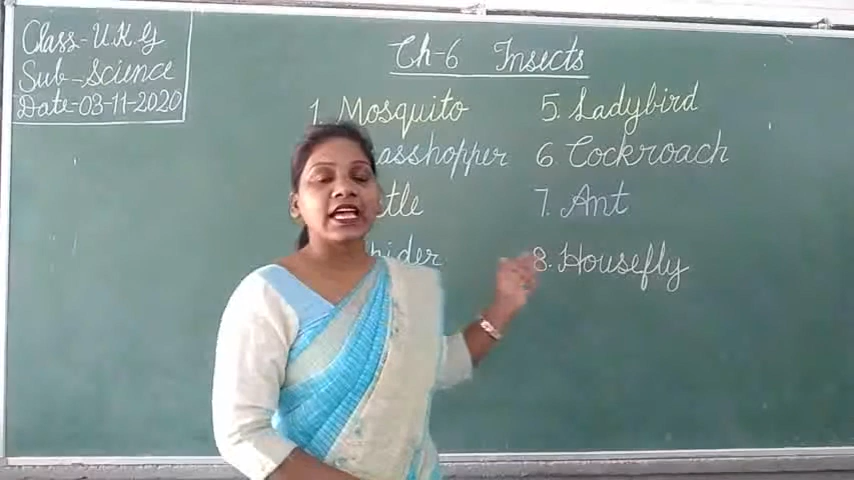 Class-U.K.G
Sub-Science
Date-03-11-2020
Ch-6 Insects
1. Mosquito
5. Ladybird
6. Cockroach
7. Ant
8. Housefly